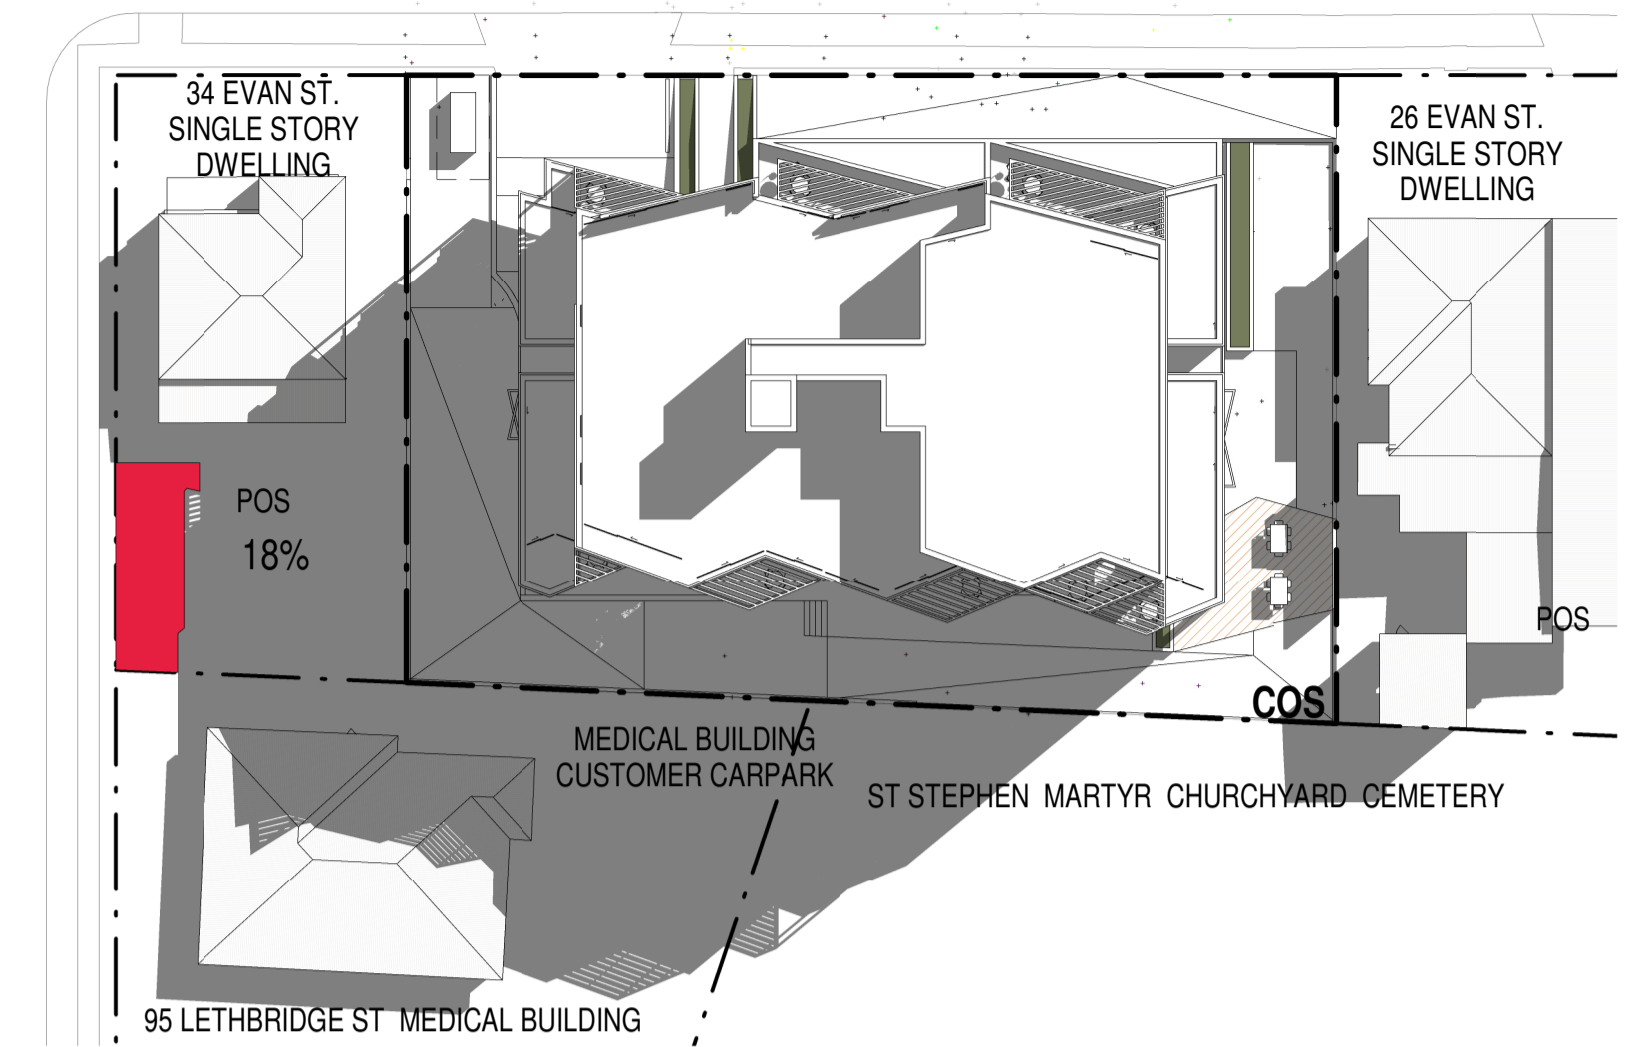 34 EVAN ST.
SINGLE STORY
DWELLING
26 EVAN ST.
SINGLE STORY
DWELLING
POS
18%
POS
COS
MEDICAL BUILDING
CUSTOMER CARPARK
ST STEPHEN MARTYR CHURCHYARD CEMETERY
95 LETHBRIDGE ST MEDICAL BUILDING